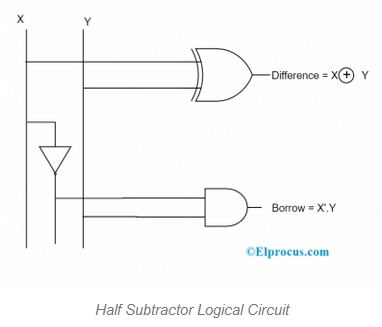 X
Y
Difference = X⊕ Y
Borrow = X'.Y
©Elprocus.com
Half Subtractor Logical Circuit